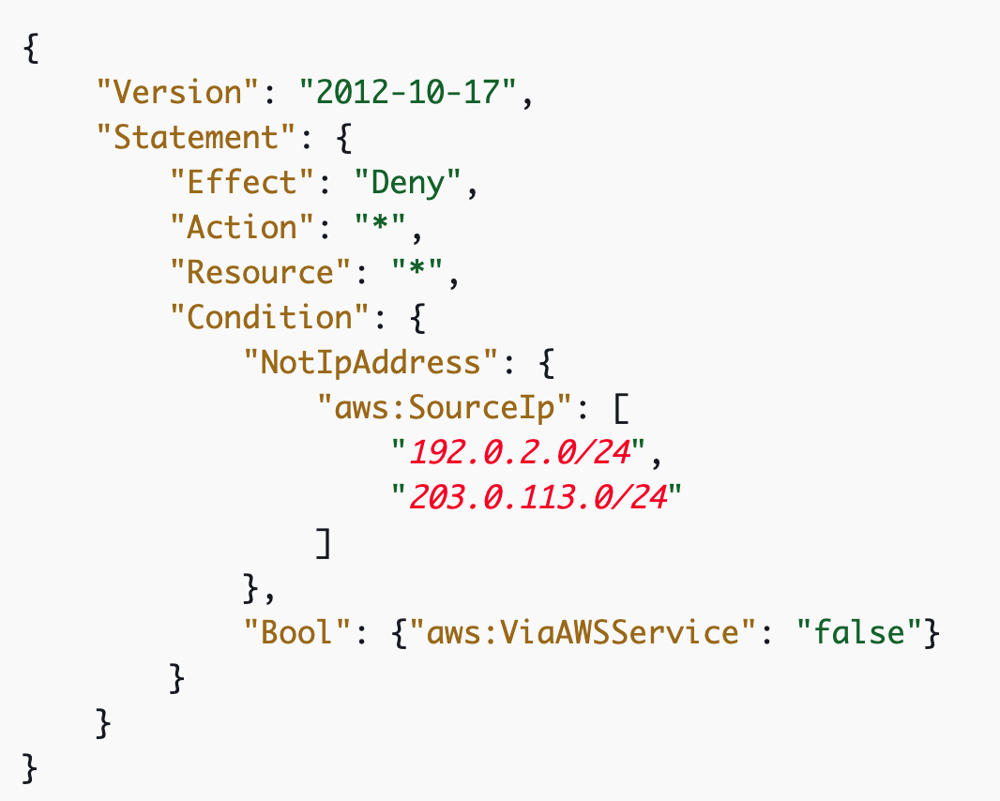 {
    "Version": "2012-10-17",
    "Statement": {
        "Effect": "Deny",
        "Action": "*",
        "Resource": "*",
        "Condition": {
            "NotIpAddress": {
                "aws:SourceIp": [
                    "192.0.2.0/24",
                    "203.0.113.0/24"
                ]
            },
            "Bool": {"aws:ViaAWSService": "false"}
        }
    }
}